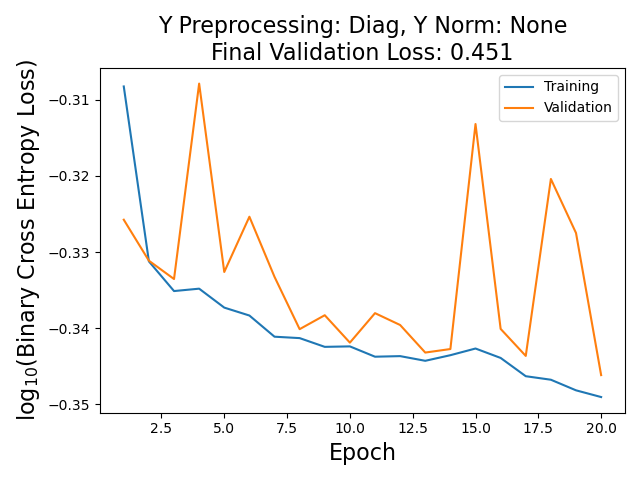 Y Preprocessing: Diag, Y Norm: None
Final Validation Loss: 0.451
Training
Validation
−0.31
−0.32
−0.33
−0.34
−0.35
log₁₀(Binary Cross Entropy Loss)
2.5 5.0 7.5 10.0 12.5 15.0 17.5 20.0
Epoch